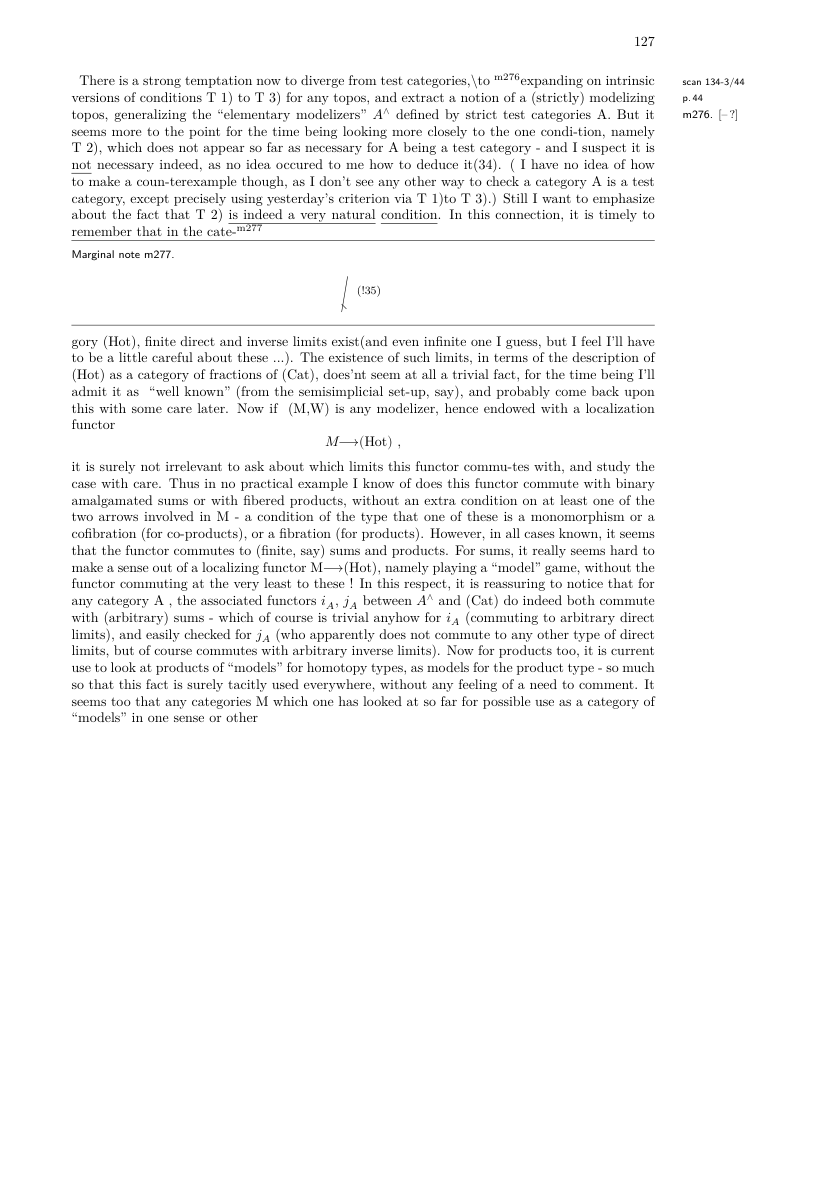 127
There is a strong temptation now to diverge from test categories,\to m276expanding on intrinsic
versions of conditions T 1) to T 3) for any topos, and extract a notion of a (strictly) modelizing
topos, generalizing the “elementary modelizers” A^ defined by strict test categories A. But it
seems more to the point for the time being looking more closely to the one condi-tion, namely
T 2), which does not appear so far as necessary for A being a test category - and I suspect it is
not necessary indeed, as no idea occured to me how to deduce it(34). ( I have no idea of how
to make a coun-terexample though, as I don’t see any other way to check a category A is a test
category, except precisely using yesterday’s criterion via T 1)to T 3).) Still I want to emphasize
about the fact that T 2) is indeed a very natural condition. In this connection, it is timely to
remember that in the cate-m277
scan 134-3/44
p. 44
m276. [–?]
Marginal note m277.
(!35)
gory (Hot), finite direct and inverse limits exist(and even infinite one I guess, but I feel I’ll have
to be a little careful about these ...). The existence of such limits, in terms of the description of
(Hot) as a category of fractions of (Cat), does’nt seem at all a trivial fact, for the time being I’ll
admit it as “well known” (from the semisimplicial set-up, say), and probably come back upon
this with some care later. Now if (M,W) is any modelizer, hence endowed with a localization
functor
M⟶(Hot) ,
it is surely not irrelevant to ask about which limits this functor commu-tes with, and study the
case with care. Thus in no practical example I know of does this functor commute with binary
amalgamated sums or with fibered products, without an extra condition on at least one of the
two arrows involved in M - a condition of the type that one of these is a monomorphism or a
cofibration (for co-products), or a fibration (for products). However, in all cases known, it seems
that the functor commutes to (finite, say) sums and products. For sums, it really seems hard to
make a sense out of a localizing functor M⟶(Hot), namely playing a “model” game, without the
functor commuting at the very least to these ! In this respect, it is reassuring to notice that for
any category A , the associated functors i_A, j_A between A^ and (Cat) do indeed both commute
with (arbitrary) sums - which of course is trivial anyhow for i_A (commuting to arbitrary direct
limits), and easily checked for j_A (who apparently does not commute to any other type of direct
limits, but of course commutes with arbitrary inverse limits). Now for products too, it is current
use to look at products of “models” for homotopy types, as models for the product type - so much
so that this fact is surely tacitly used everywhere, without any feeling of a need to comment. It
seems too that any categories M which one has looked at so far for possible use as a category of
“models” in one sense or other